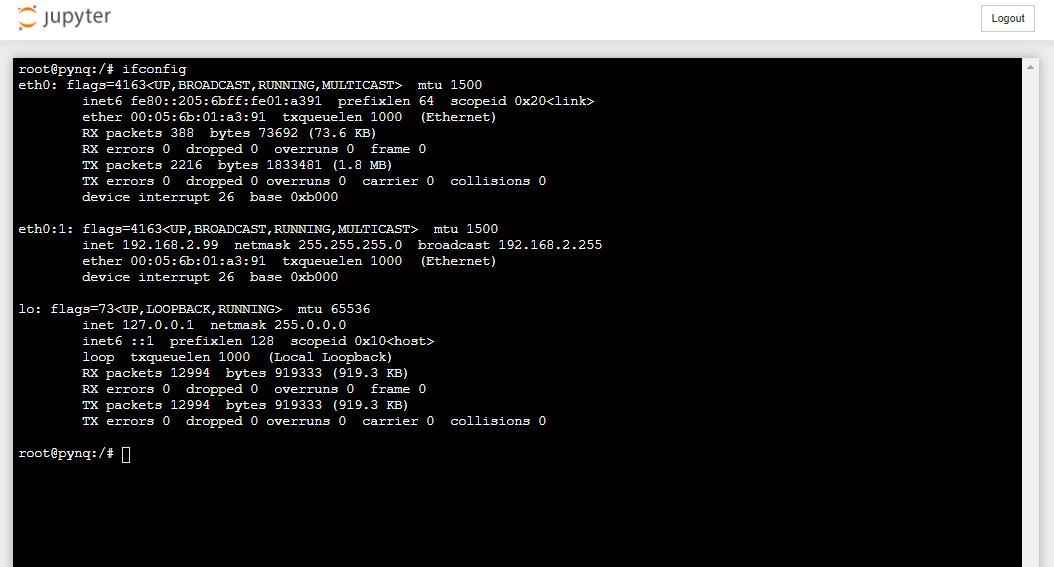 jupyter
Logout
root@pynq:/# ifconfig
eth0: flags=4163<UP,BROADCAST,RUNNING,MULTICAST>  mtu 1500
        inet6 fe80::205:6bff:fe01:a391  prefixlen 64  scopeid 0x20<link>
        ether 00:05:6b:01:a3:91  txqueuelen 1000  (Ethernet)
        RX packets 388  bytes 73692 (73.6 KB)
        RX errors 0  dropped 0  overruns 0  frame 0
        TX packets 2216  bytes 1833481 (1.8 MB)
        TX errors 0  dropped 0 overruns 0  carrier 0  collisions 0
        device interrupt 26  base 0xb000
eth0:1: flags=4163<UP,BROADCAST,RUNNING,MULTICAST>  mtu 1500
        inet 192.168.2.99  netmask 255.255.255.0  broadcast 192.168.2.255
        ether 00:05:6b:01:a3:91  txqueuelen 1000  (Ethernet)
        device interrupt 26  base 0xb000
lo: flags=73<UP,LOOPBACK,RUNNING>  mtu 65536
        inet 127.0.0.1  netmask 255.0.0.0
        inet6 ::1  prefixlen 128  scopeid 0x10<host>
        loop  txqueuelen 1000  (Local Loopback)
        RX packets 12994  bytes 919333 (919.3 KB)
        RX errors 0  dropped 0  overruns 0  frame 0
        TX packets 12994  bytes 919333 (919.3 KB)
        TX errors 0  dropped 0 overruns 0  carrier 0  collisions 0
root@pynq:/#